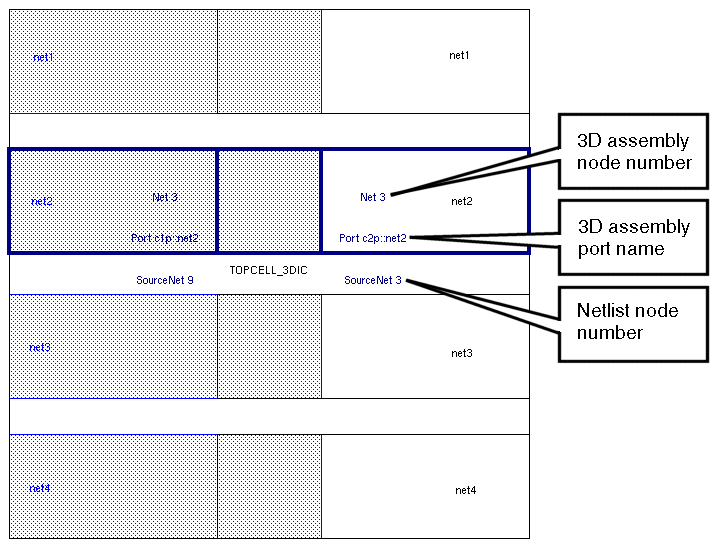 net1
net1
3D assembly
node number
net2
Net 3
Net 3
net2
Port c1p::net2
Port c2p::net2
3D assembly
port name
TOPCELL_3DIC
SourceNet 9
SourceNet 3
Netlist node
number
net3
net3
net4
net4